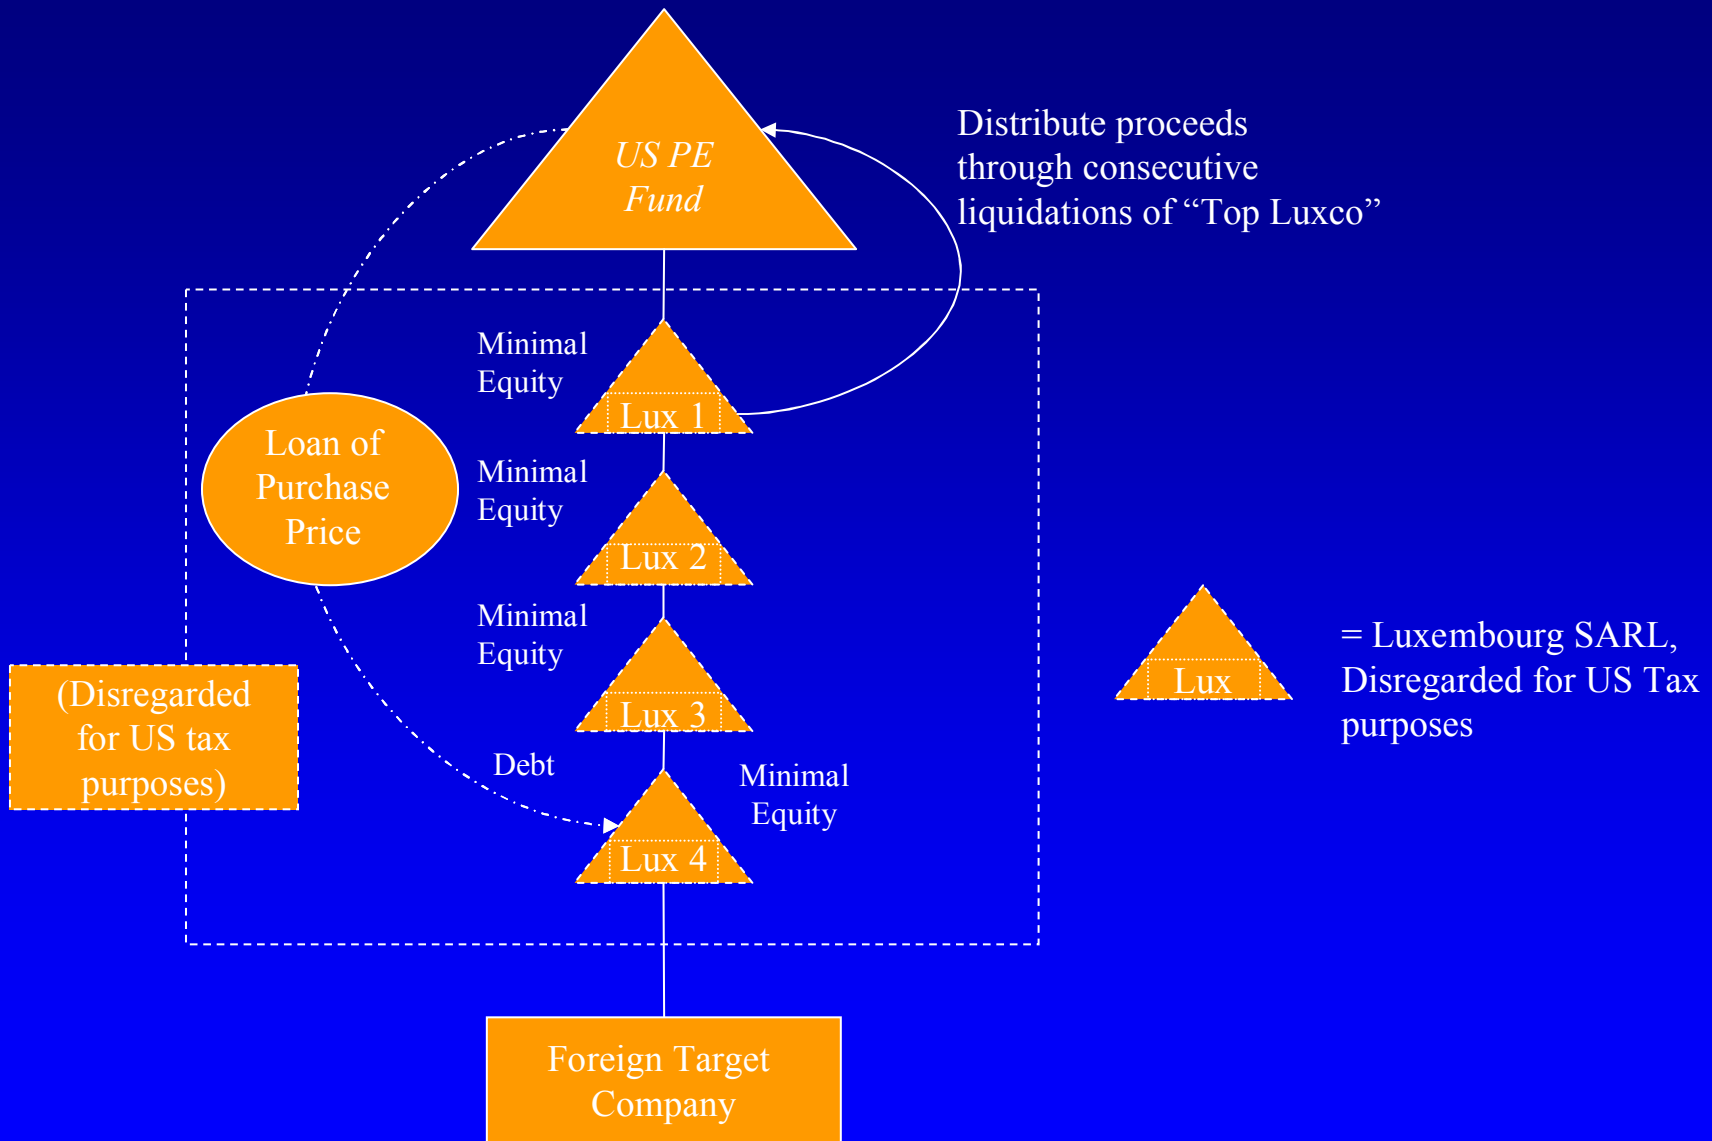 US PE
Fund
Distribute proceeds
through consecutive
liquidations of “Top Luxco”
Minimal
Equity
Lux 1
Loan of
Purchase
Price
Minimal
Equity
Lux 2
Minimal
Equity
Lux 3
(Disregarded
for US tax
purposes)
Debt
Minimal
Equity
Lux 4
Lux
= Luxembourg SARL,
Disregarded for US Tax
purposes
Foreign Target
Company